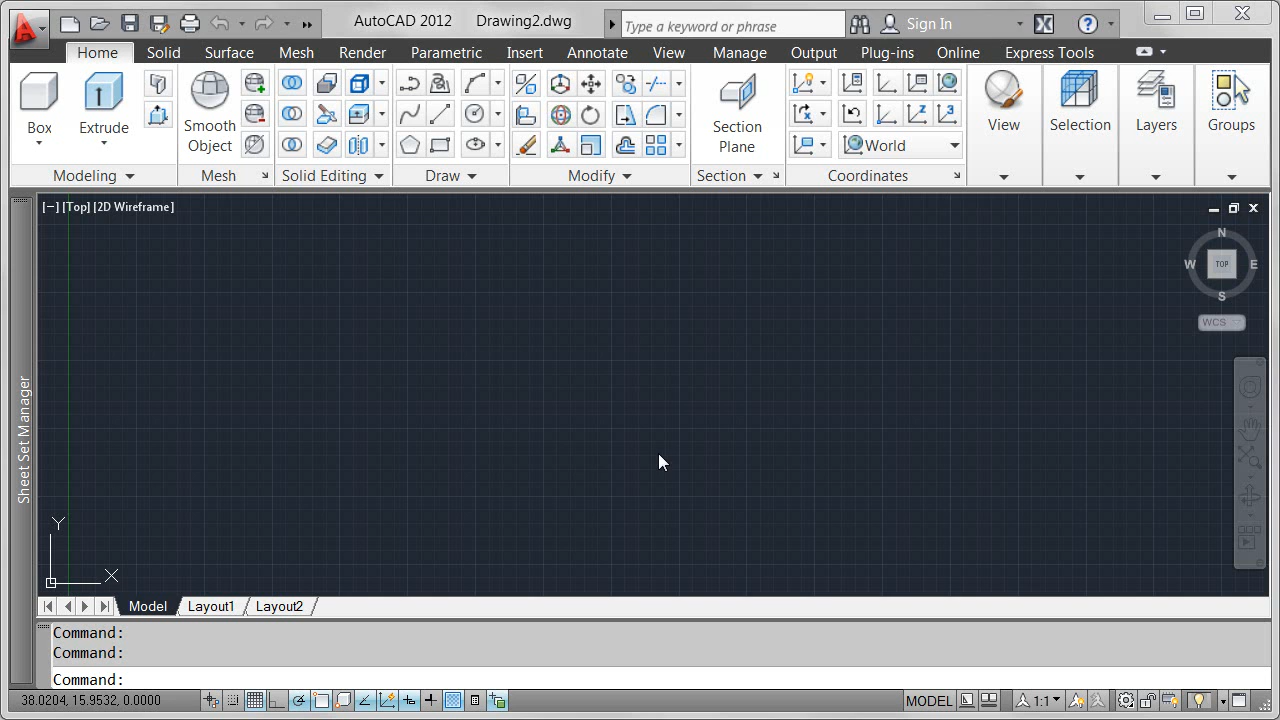 AutoCAD 2012 Drawing2.dwg
Type a keyword or phrase
Sign In
Home Solid Surface Mesh Render Parametric Insert Annotate View Manage Output Plug-ins Online Express Tools
Box
Extrude
Smooth
Object
Section
Plane
World
View
Selection
Layers
Groups
Modeling
Mesh
Solid Editing
Draw
Modify
Section
Coordinates
[−] [Top] [2D Wireframe]
N
W TOP E
S
WCS
Sheet Set Manager
Y
X
Model Layout1 Layout2
Command:
Command:
Command:
38.0204, 15.9532, 0.0000
MODEL
1:1